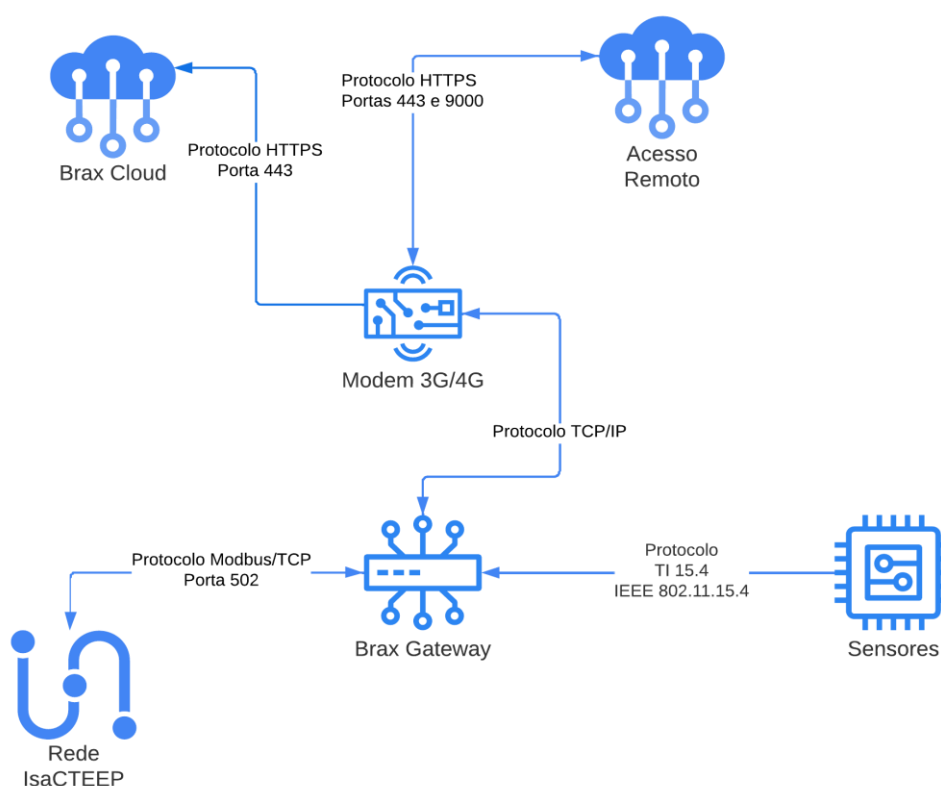 Protocolo HTTPS
Portas 443 e 9000
Protocolo HTTPS
Porta 443
Brax Cloud
Acesso
Remoto
Modem 3G/4G
Protocolo TCP/IP
Protocolo Modbus/TCP
Porta 502
Protocolo
TI 15.4
IEEE 802.11.15.4
Brax Gateway
Sensores
Rede
IsaCTEEP